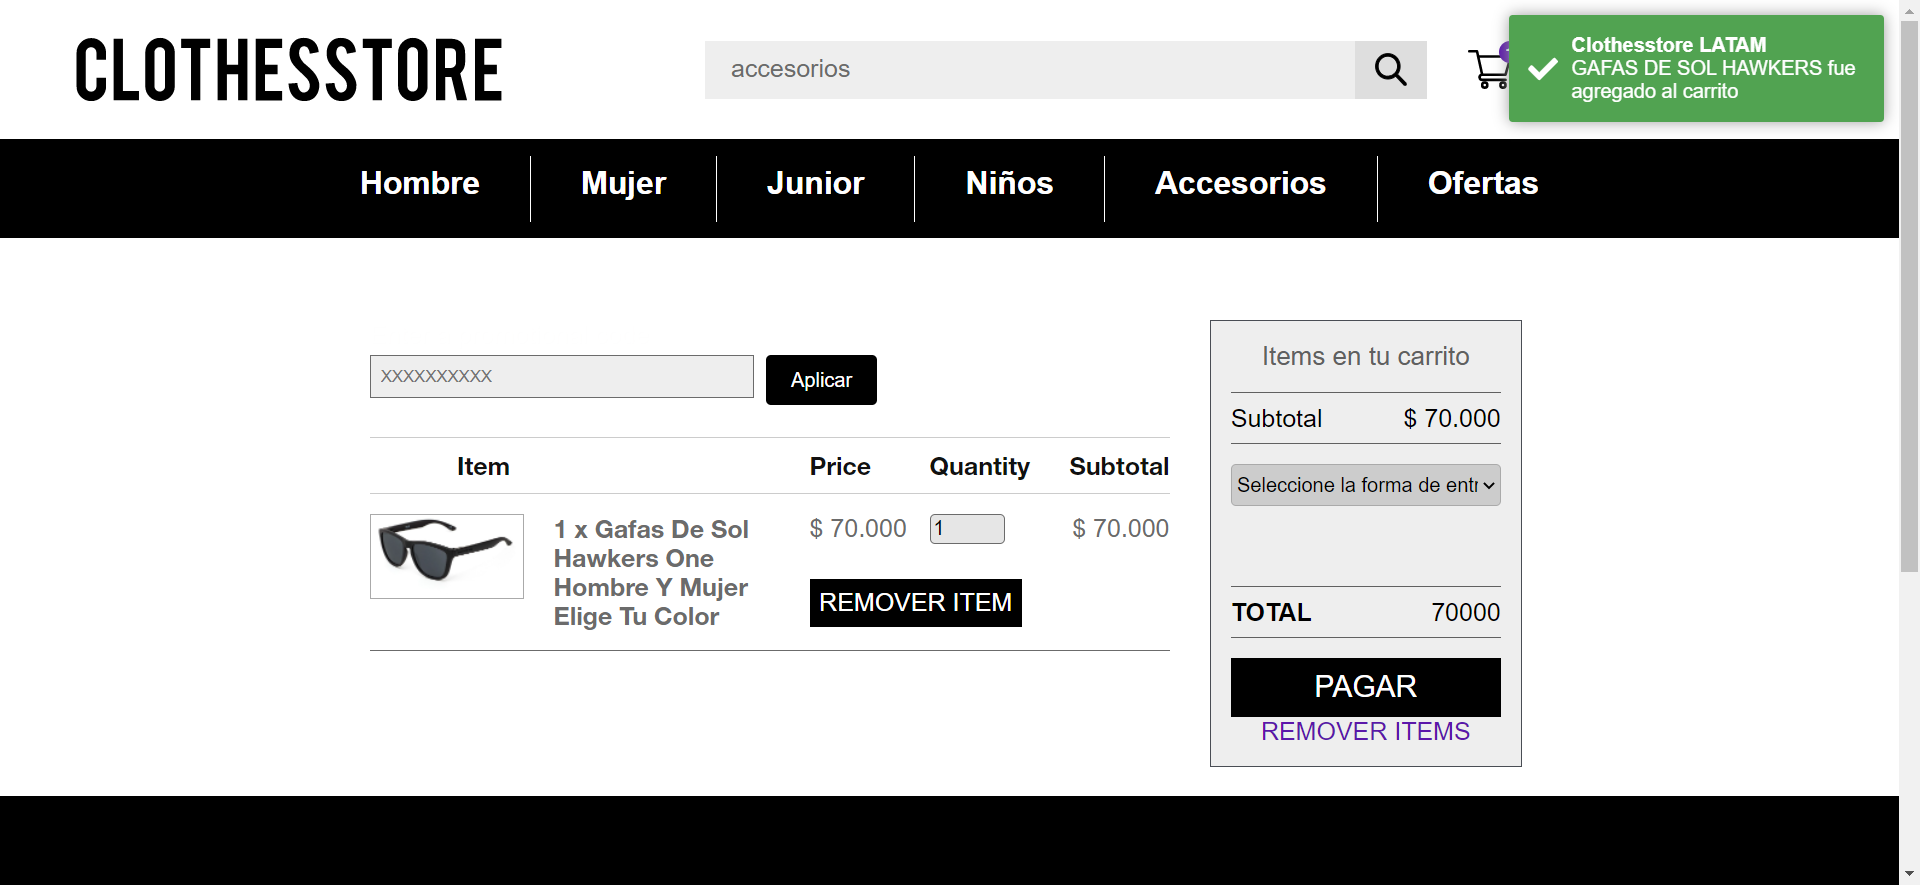 CLOTHESSTORE
accesorios
Clothesstore LATAM
GAFAS DE SOL HAWKERS fue
agregado al carrito
Hombre
Mujer
Junior
Niños
Accesorios
Ofertas
XXXXXXXXXX
Aplicar
Item
Price
Quantity
Subtotal
1 x Gafas De Sol
Hawkers One
Hombre Y Mujer
Elige Tu Color
$ 70.000
1
$ 70.000
REMOVER ITEM
Items en tu carrito
Subtotal $ 70.000
Seleccione la forma de entr
TOTAL 70000
PAGAR
REMOVER ITEMS